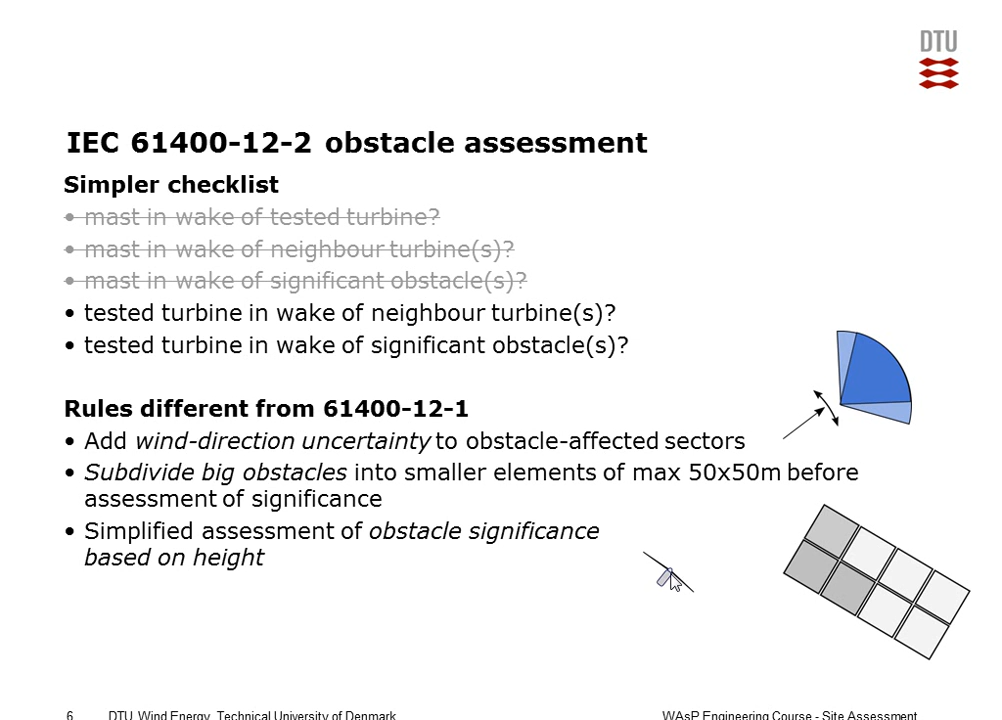 DTU
IEC 61400-12-2 obstacle assessment
Simpler checklist
• mast in wake of tested turbine?
• mast in wake of neighbour turbine(s)?
• mast in wake of significant obstacle(s)?
• tested turbine in wake of neighbour turbine(s)?
• tested turbine in wake of significant obstacle(s)?
Rules different from 61400-12-1
• Add wind-direction uncertainty to obstacle-affected sectors
• Subdivide big obstacles into smaller elements of max 50x50m before
assessment of significance
• Simplified assessment of obstacle significance
based on height
6 DTU Wind Energy, Technical University of Denmark WAsP Engineering Course - Site Assessment